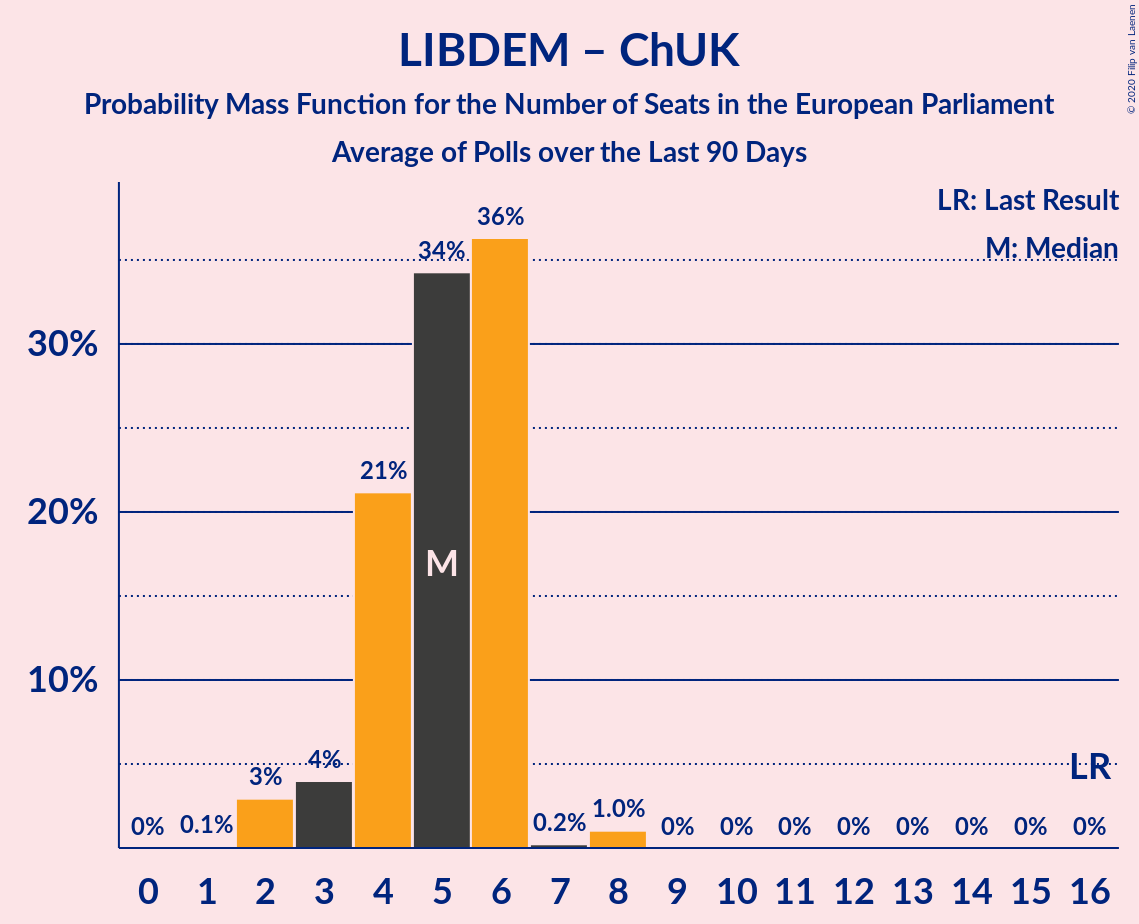 LIBDEM – ChUK
Probability Mass Function for the Number of Seats in the European Parliament
Average of Polls over the Last 90 Days
© 2020 Filip van Laenen
LR: Last Result
M: Median
30%
20%
10%
0%
0.1%
3%
4%
21%
34%
36%
0.2%
1.0%
0%
0%
0%
0%
0%
0%
0%
0%
M
LR
0 1 2 3 4 5 6 7 8 9 10 11 12 13 14 15 16